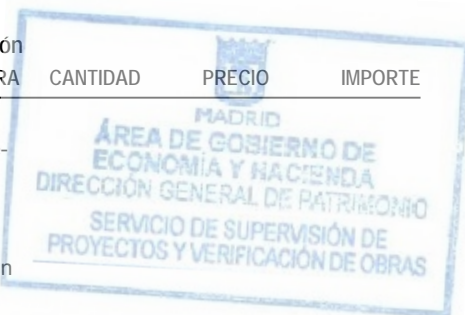 ón
RA CANTIDAD PRECIO IMPORTE
MADRID
ÁREA DE GOBIERNO DE
ECONOMÍA Y HACIENDA
DIRECCIÓN GENERAL DE PATRIMONIO
SERVICIO DE SUPERVISIÓN DE
PROYECTOS Y VERIFICACIÓN DE OBRAS
n